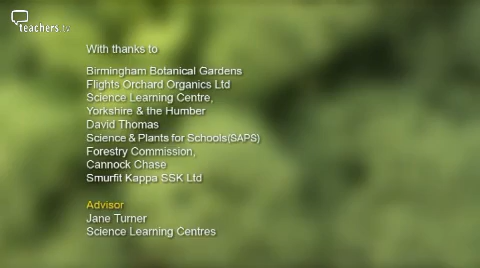 teachers.tv
With thanks to
Birmingham Botanical Gardens
Flights Orchard Organics Ltd
Science Learning Centre,
Yorkshire & the Humber
David Thomas
Science & Plants for Schools(SAPS)
Forestry Commission,
Cannock Chase
Smurfit Kappa SSK Ltd
Advisor
Jane Turner
Science Learning Centres